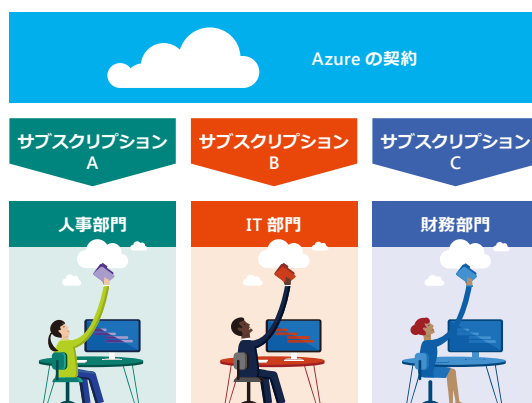 Azure の契約
サブスクリプション
A
サブスクリプション
B
サブスクリプション
C
人事部門
IT 部門
財務部門